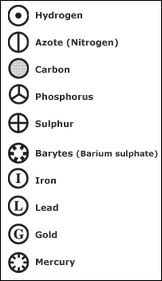 Hydrogen
Azote (Nitrogen)
Carbon
Phosphorus
Sulphur
Barytes (Barium sulphate)
I Iron
L Lead
G Gold
Mercury